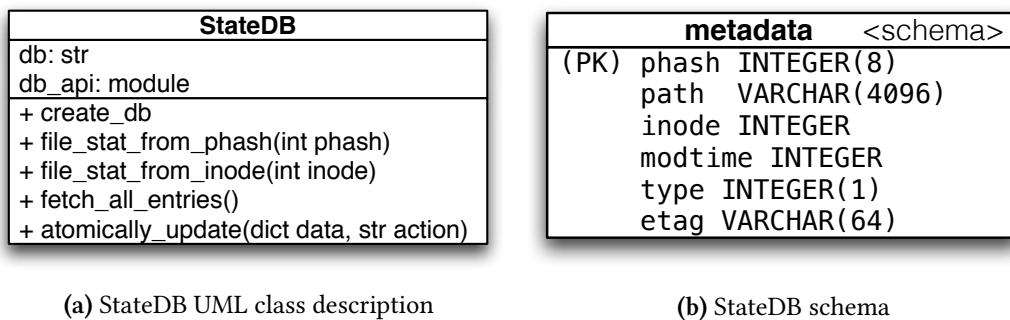 StateDB
db: str
db_api: module
+ create_db
+ file_stat_from_phash(int phash)
+ file_stat_from_inode(int inode)
+ fetch_all_entries()
+ atomically_update(dict data, str action)
(a) StateDB UML class description
metadata <schema>
(PK) phash INTEGER(8)
path VARCHAR(4096)
inode INTEGER
modtime INTEGER
type INTEGER(1)
etag VARCHAR(64)
(b) StateDB schema